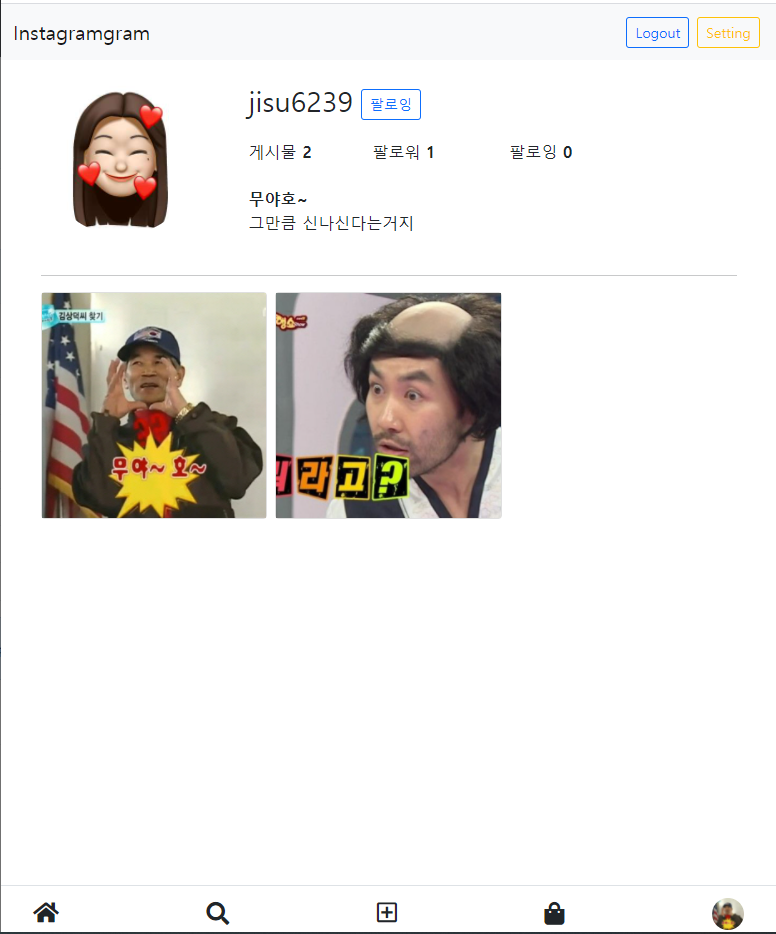 Instagramgram
Logout
Setting
jisu6239
팔로잉
게시물 2
팔로워 1
팔로잉 0
무야호~
그만큼 신나신다는거지
김상덕씨 찾기
무야~ 호~
라고?